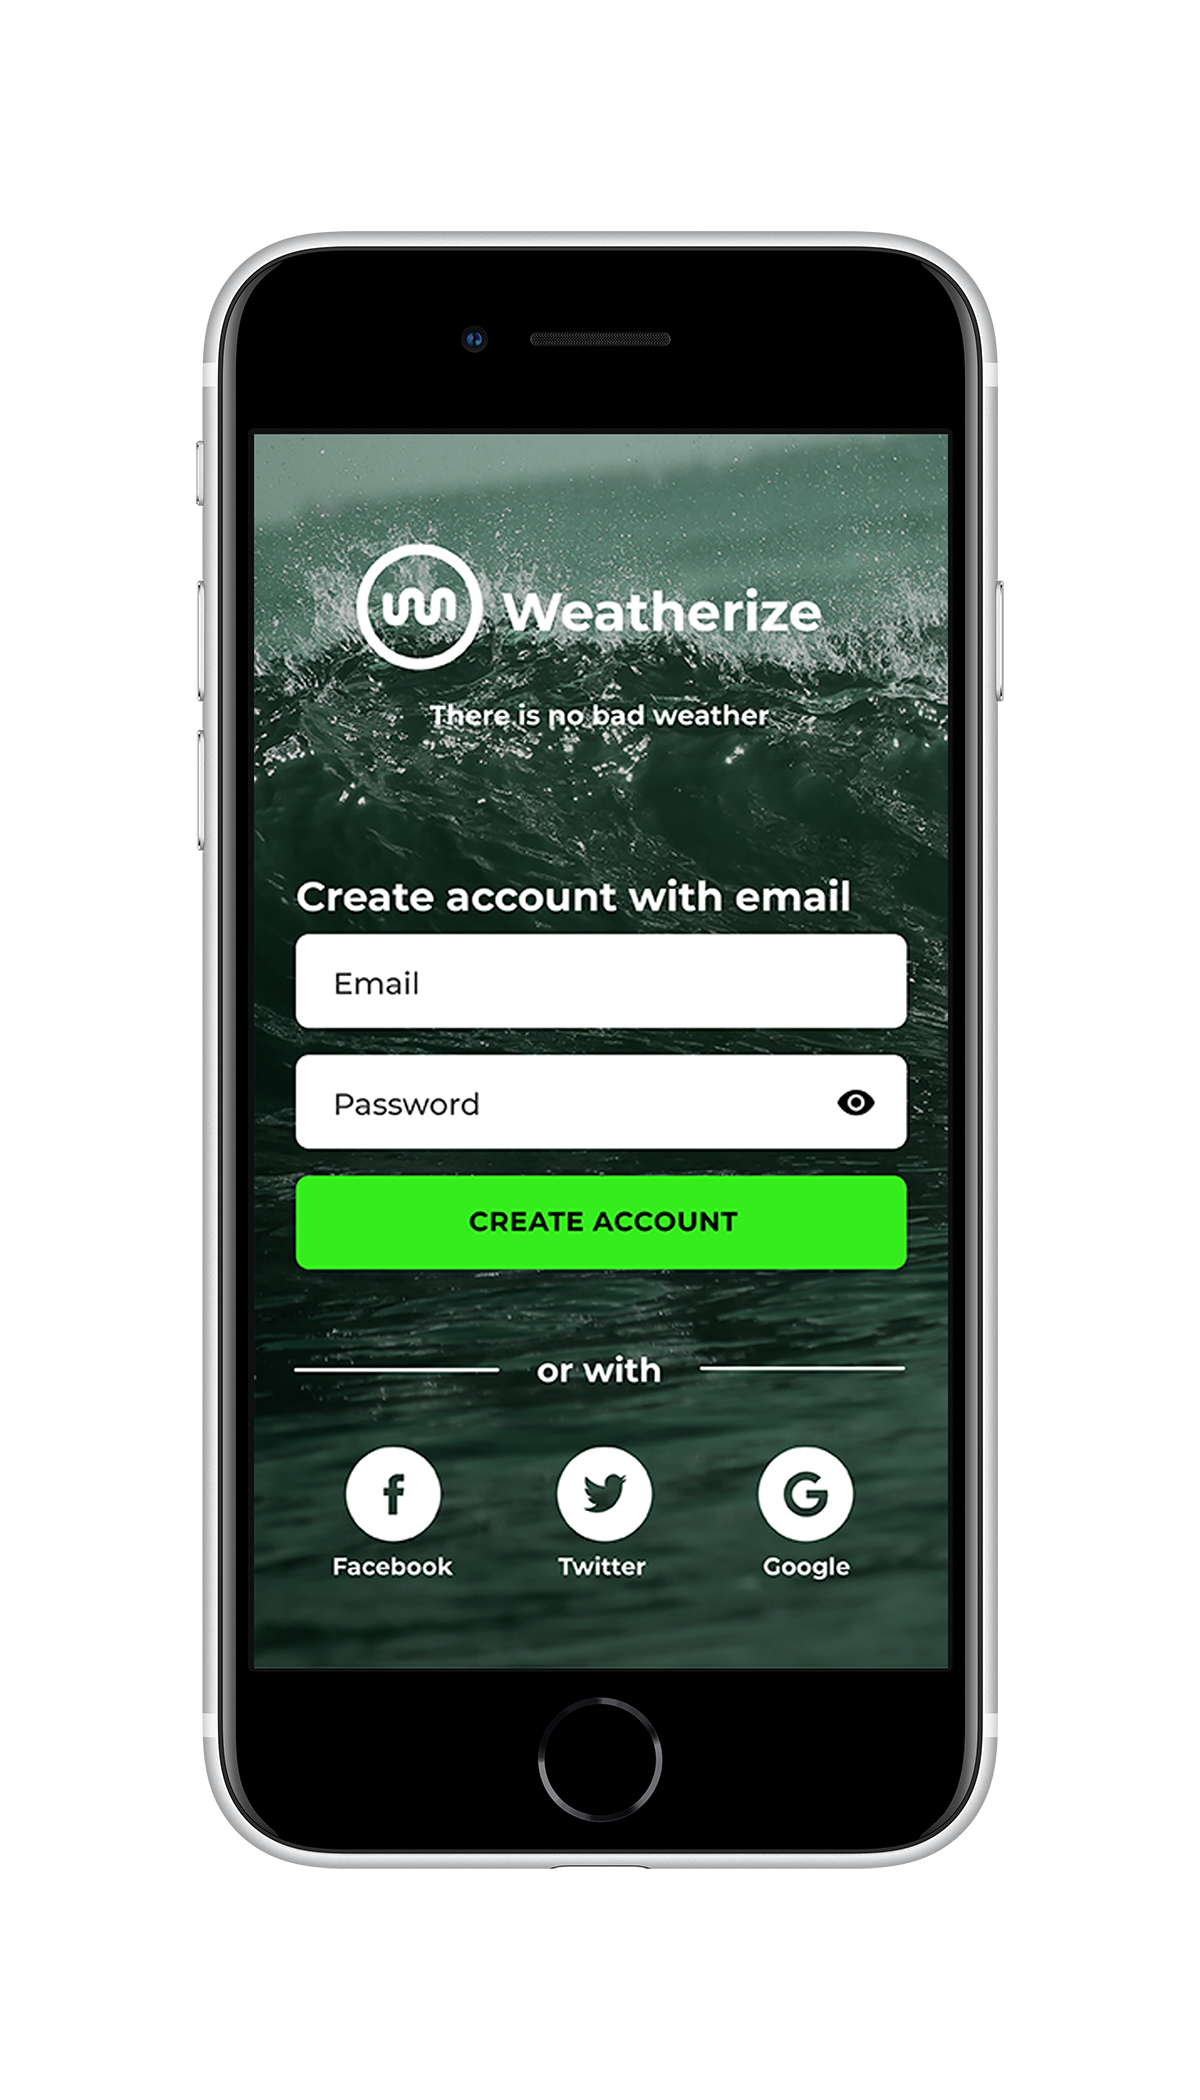 Weatherize
There is no bad weather
Create account with email
Email
Password
CREATE ACCOUNT
or with
Facebook
Twitter
Google